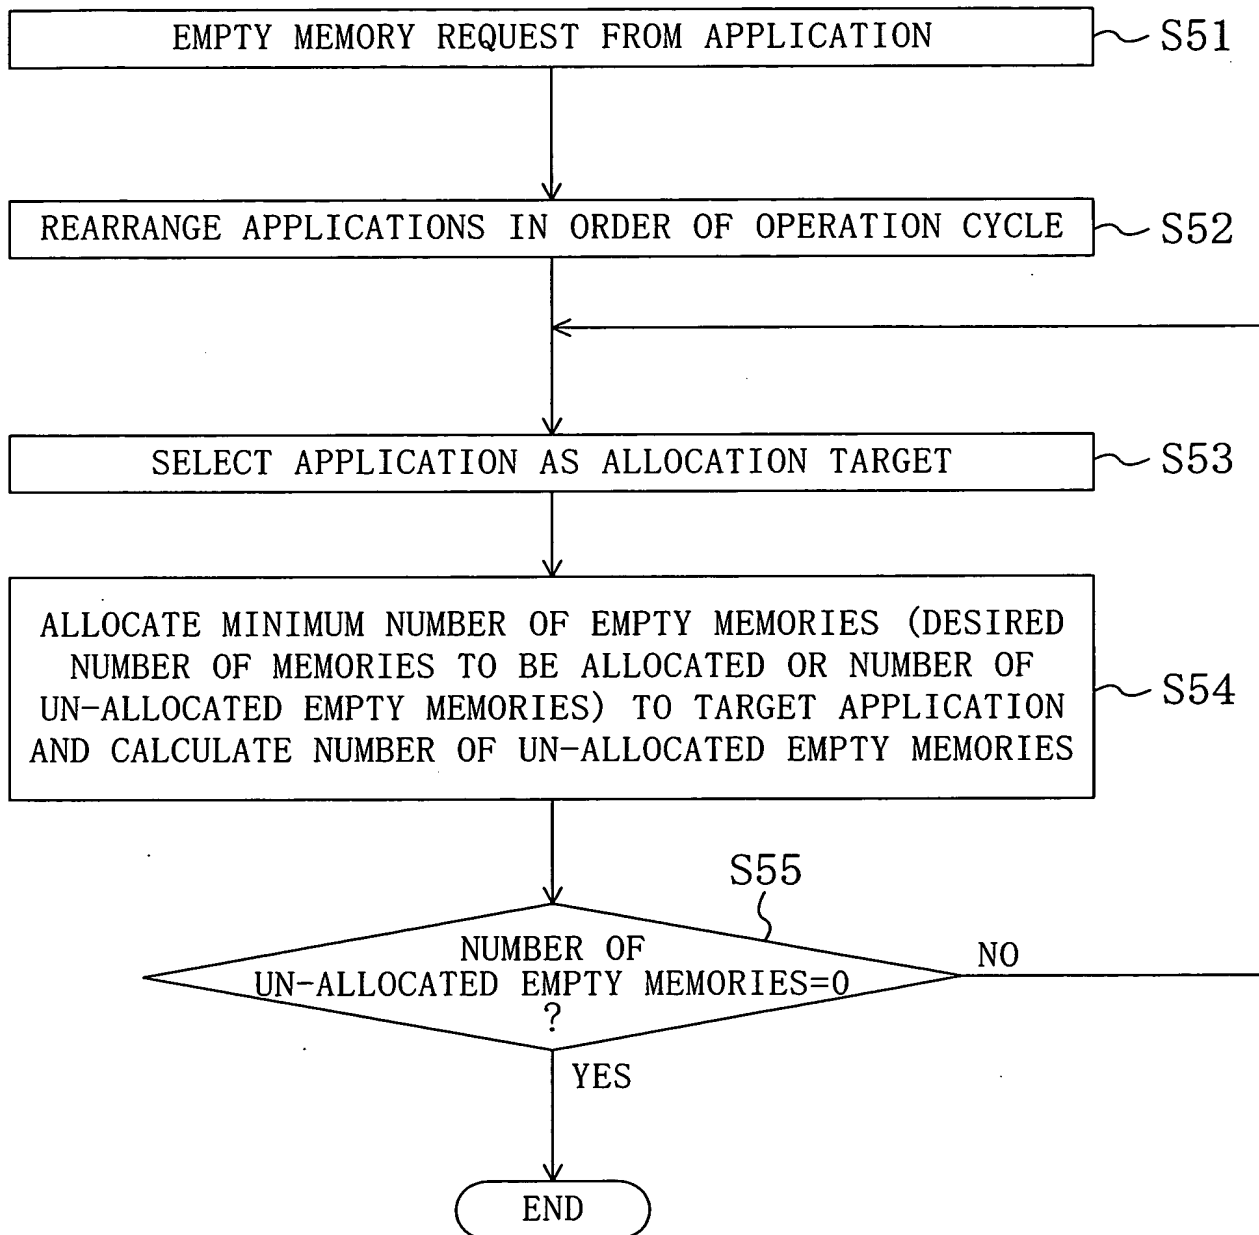 EMPTY MEMORY REQUEST FROM APPLICATION
S51
REARRANGE APPLICATIONS IN ORDER OF OPERATION CYCLE
S52
SELECT APPLICATION AS ALLOCATION TARGET
S53
ALLOCATE MINIMUM NUMBER OF EMPTY MEMORIES (DESIRED
NUMBER OF MEMORIES TO BE ALLOCATED OR NUMBER OF
UN-ALLOCATED EMPTY MEMORIES) TO TARGET APPLICATION
AND CALCULATE NUMBER OF UN-ALLOCATED EMPTY MEMORIES
S54
S55
NUMBER OF
UN-ALLOCATED EMPTY MEMORIES=0
?
NO
YES
END